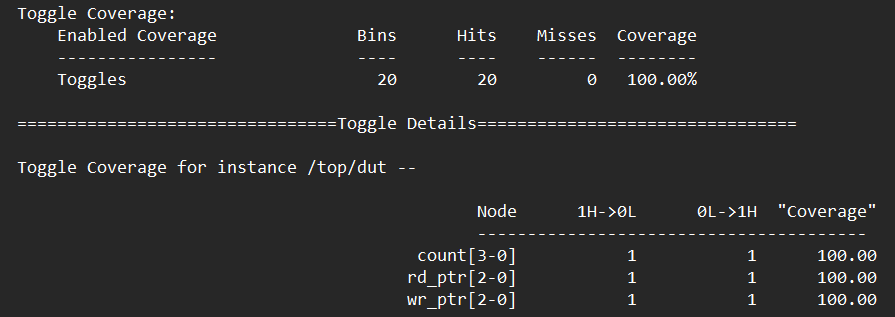 Toggle Coverage:
    Enabled Coverage              Bins      Hits    Misses  Coverage
    ----------------              ----      ----    ------  --------
    Toggles                         20        20         0   100.00%
================================Toggle Details================================
Toggle Coverage for instance /top/dut --
                                              Node      1H->0L      0L->1H  "Coverage"
                                              ---------------------------------------
                                        count[3-0]           1           1      100.00
                                       rd_ptr[2-0]           1           1      100.00
                                       wr_ptr[2-0]           1           1      100.00